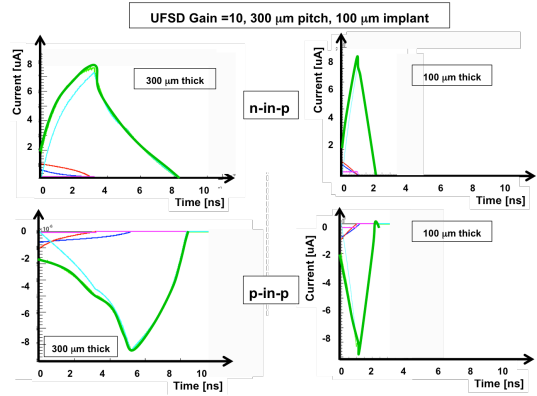 UFSD Gain =10, 300 μm pitch, 100 μm implant
Current [uA]
8
6
4
2
300 μm thick
0 2 4 6 8 10
Time [ns]
n-in-p
Current [uA]
8
6
4
2
100 μm thick
0 2 4 6 8 10
Time [ns]
0
-2
-4
-6
-8
300 μm thick
0 2 4 6 8 10
Time [ns]
p-in-p
Current [uA]
0
-2
-4
-6
-8
100 μm thick
0 2 4 6 8 10
Time [ns]